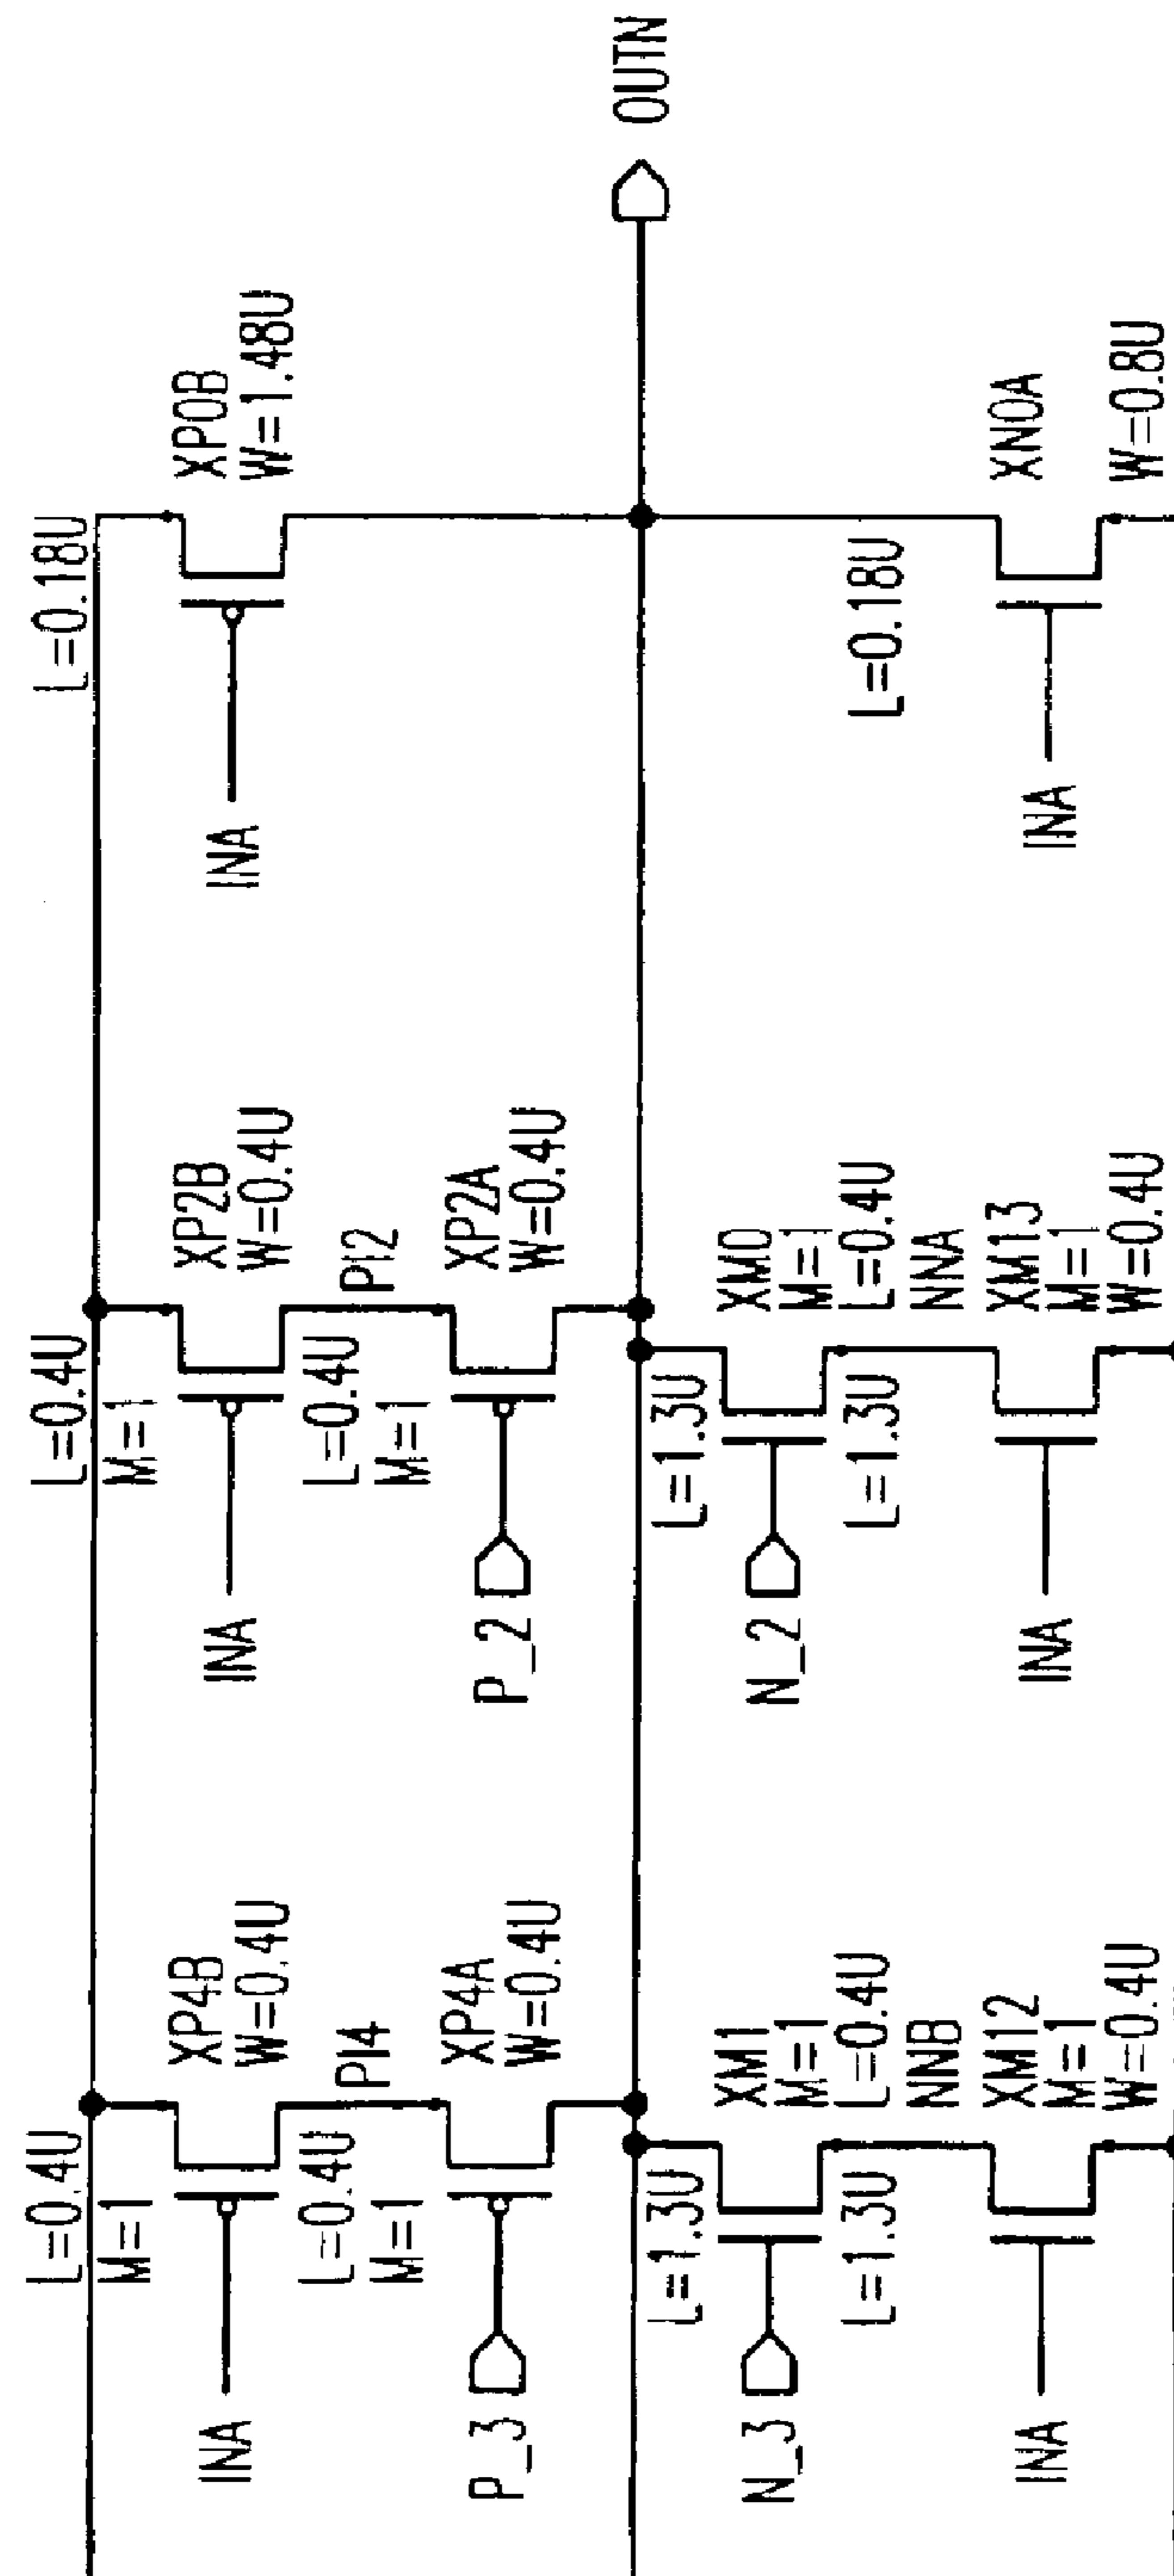 OUTN
L=0.18U
XP0B
W=1.48U
INA
L=0.18U
XN0A
W=0.8U
INA
L=0.4U
M=1
XP2B
W=0.4U
INA
PI2
L=0.4U
M=1
XP2A
W=0.4U
P_2
L=1.3U
XM0
M=1
L=0.4U
N_2
L=1.3U
NNA
XM13
M=1
W=0.4U
INA
L=0.4U
M=1
XP4B
W=0.4U
INA
PI4
L=0.4U
M=1
XP4A
W=0.4U
P_3
L=1.3U
XM1
M=1
L=0.4U
N_3
L=1.3U
NNB
XM12
M=1
W=0.4U
INA